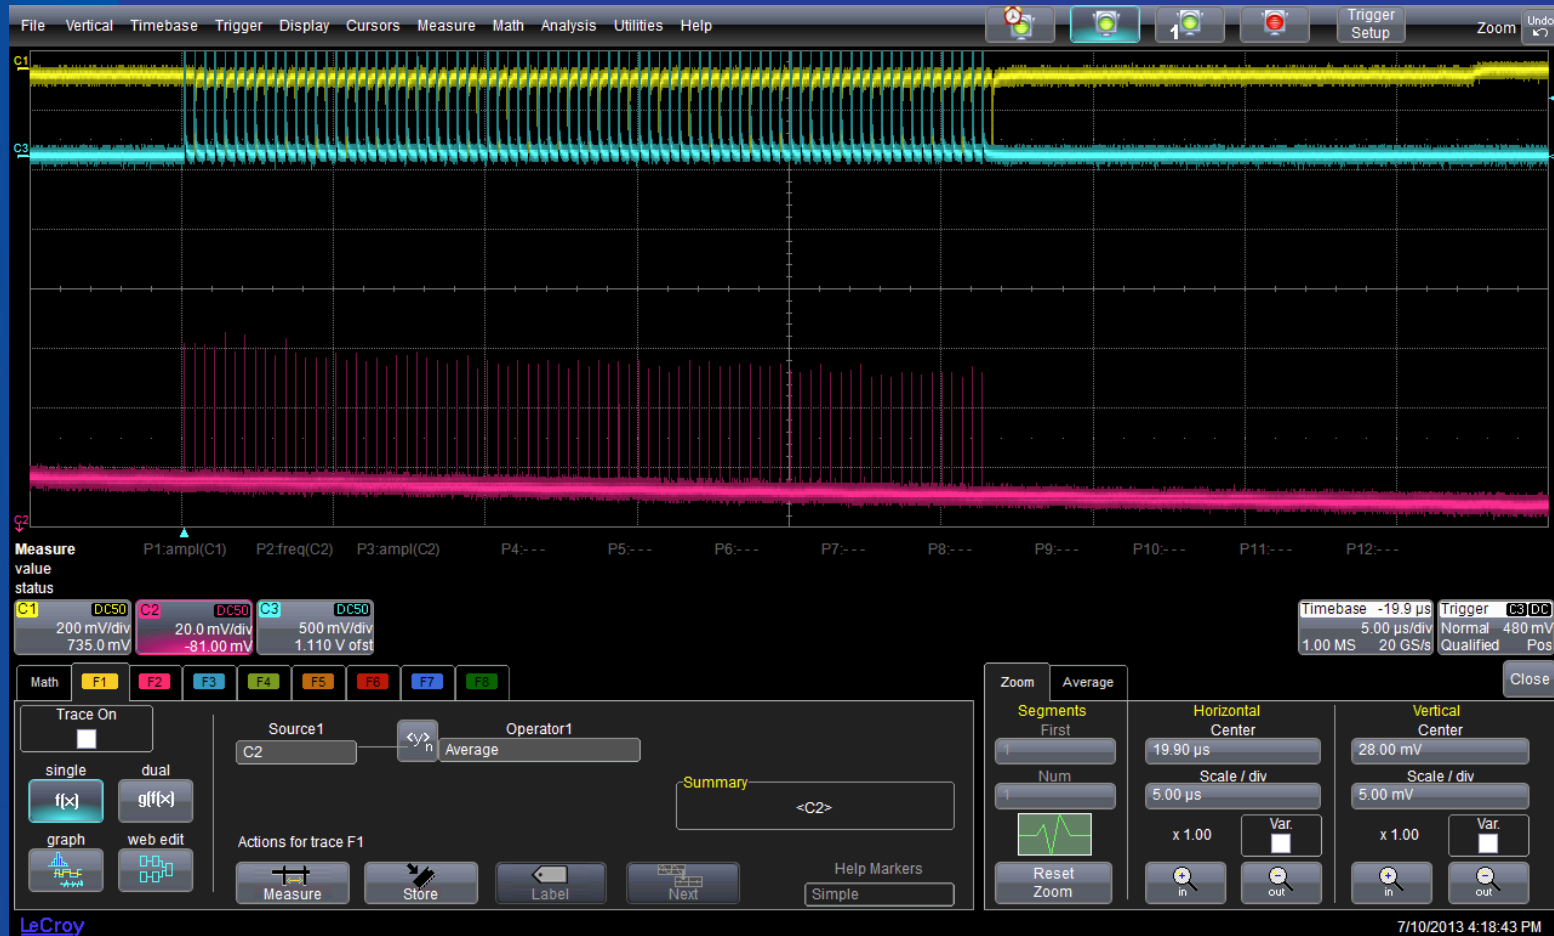 File Vertical Timebase Trigger Display Cursors Measure Math Analysis Utilities Help
1
Trigger Setup
Zoom Undo
C1
C3
C2
Measure P1:ampl(C1) P2:freq(C2) P3:ampl(C2) P4:--- P5:--- P6:--- P7:--- P8:--- P9:--- P10:--- P11:--- P12:---
value
status
C1 DC50 C2 DC50 C3 DC50
200 mV/div 20.0 mV/div 500 mV/div
735.0 mV -81.00 mV 1.110 V ofst
Timebase -19.9 µs Trigger C3 DC
5.00 µs/div Normal 480 mV
1.00 MS 20 GS/s Qualified Pos
Math F1 F2 F3 F4 F5 F6 F7 F8
Zoom Average Close
Trace On
Source1
C2
<y>n
Operator1
Average
single dual
f(x) g(f(x)
graph web edit
Summary
<C2>
Actions for trace F1
Measure Store Label Next
Help Markers
Simple
Segments
First
1
Num
1
Reset
Zoom
Horizontal
Center
19.90 µs
Scale / div
5.00 µs
x 1.00 Var.
in out
Vertical
Center
28.00 mV
Scale / div
5.00 mV
x 1.00 Var.
in out
LeCroy
7/10/2013 4:18:43 PM